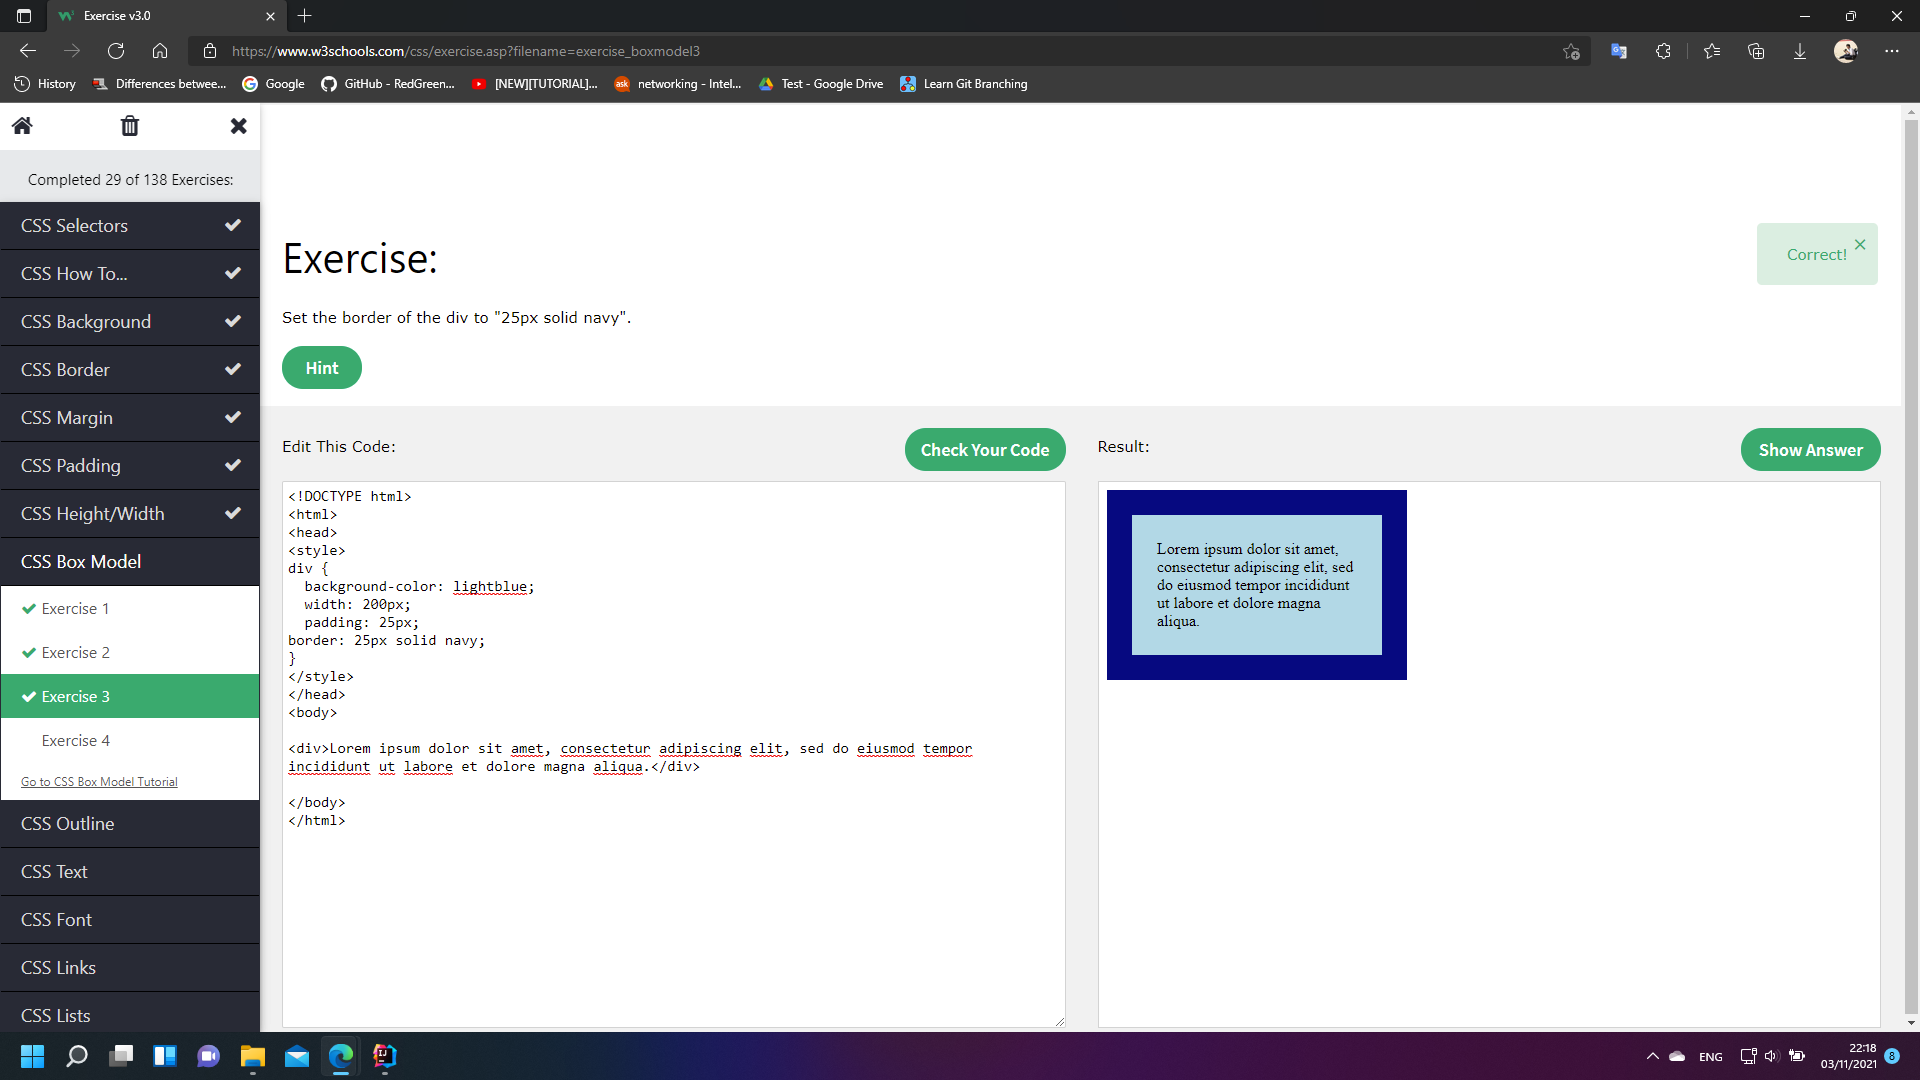 Exercise v3.0
https://www.w3schools.com/css/exercise.asp?filename=exercise_boxmodel3
History
Differences betwee...
Google
GitHub - RedGreen...
[NEW][TUTORIAL]...
ask
networking - Intel...
Test - Google Drive
Learn Git Branching
Completed 29 of 138 Exercises:
CSS Selectors
CSS How To...
CSS Background
CSS Border
CSS Margin
CSS Padding
CSS Height/Width
CSS Box Model
Exercise 1
Exercise 2
Exercise 3
Exercise 4
Go to CSS Box Model Tutorial
CSS Outline
CSS Text
CSS Font
CSS Links
CSS Lists
Exercise:
Correct!
Set the border of the div to "25px solid navy".
Hint
Edit This Code:
Check Your Code
<!DOCTYPE html>
<html>
<head>
<style>
div {
  background-color: lightblue;
  width: 200px;
  padding: 25px;
border: 25px solid navy;
}
</style>
</head>
<body>
<div>Lorem ipsum dolor sit amet, consectetur adipiscing elit, sed do eiusmod tempor
incididunt ut labore et dolore magna aliqua.</div>
</body>
</html>
Result:
Show Answer
Lorem ipsum dolor sit amet,
consectetur adipiscing elit, sed
do eiusmod tempor incididunt
ut labore et dolore magna
aliqua.
IJ
ENG
22:18
03/11/2021
8